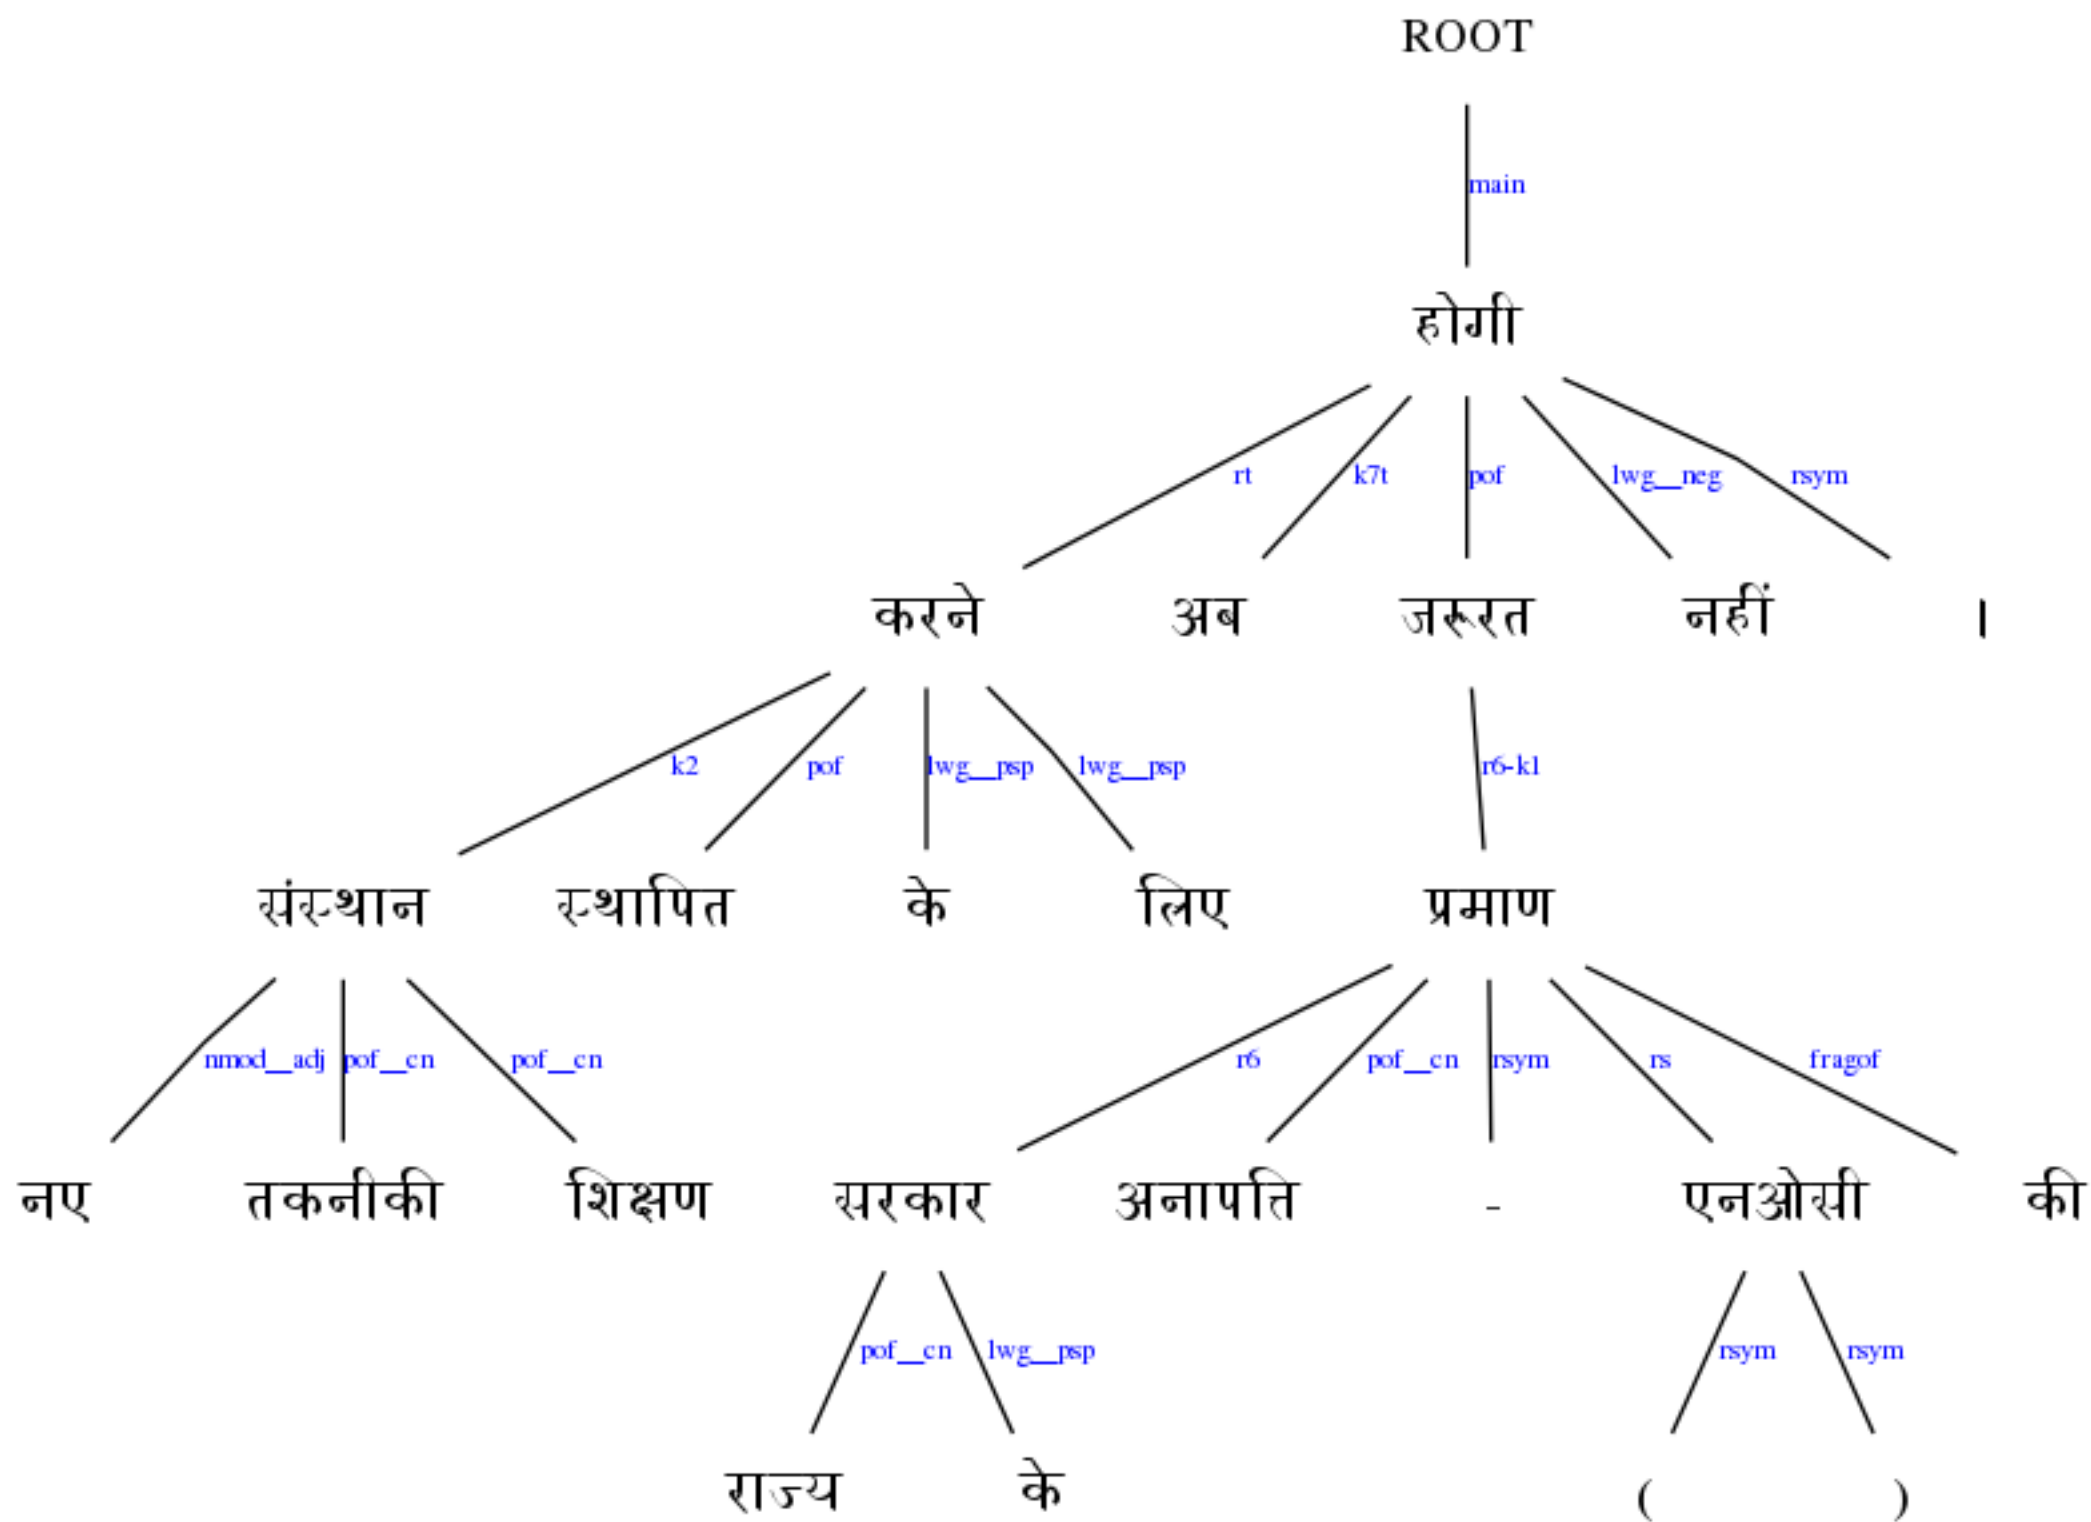 ROOT
main
होगी
rt k7t pof lwg__neg rsym
करने अब जरूरत नहीं ।
k2 pof lwg__psp lwg__psp r6-k1
संस्थान स्थापित के लिए प्रमाण
nmod__adj pof__cn pof__cn r6 pof__cn rsym rs fragof
नए तकनीकी शिक्षण सरकार अनापत्ति - एनओसी की
pof__cn lwg__psp rsym rsym
राज्य के ( )